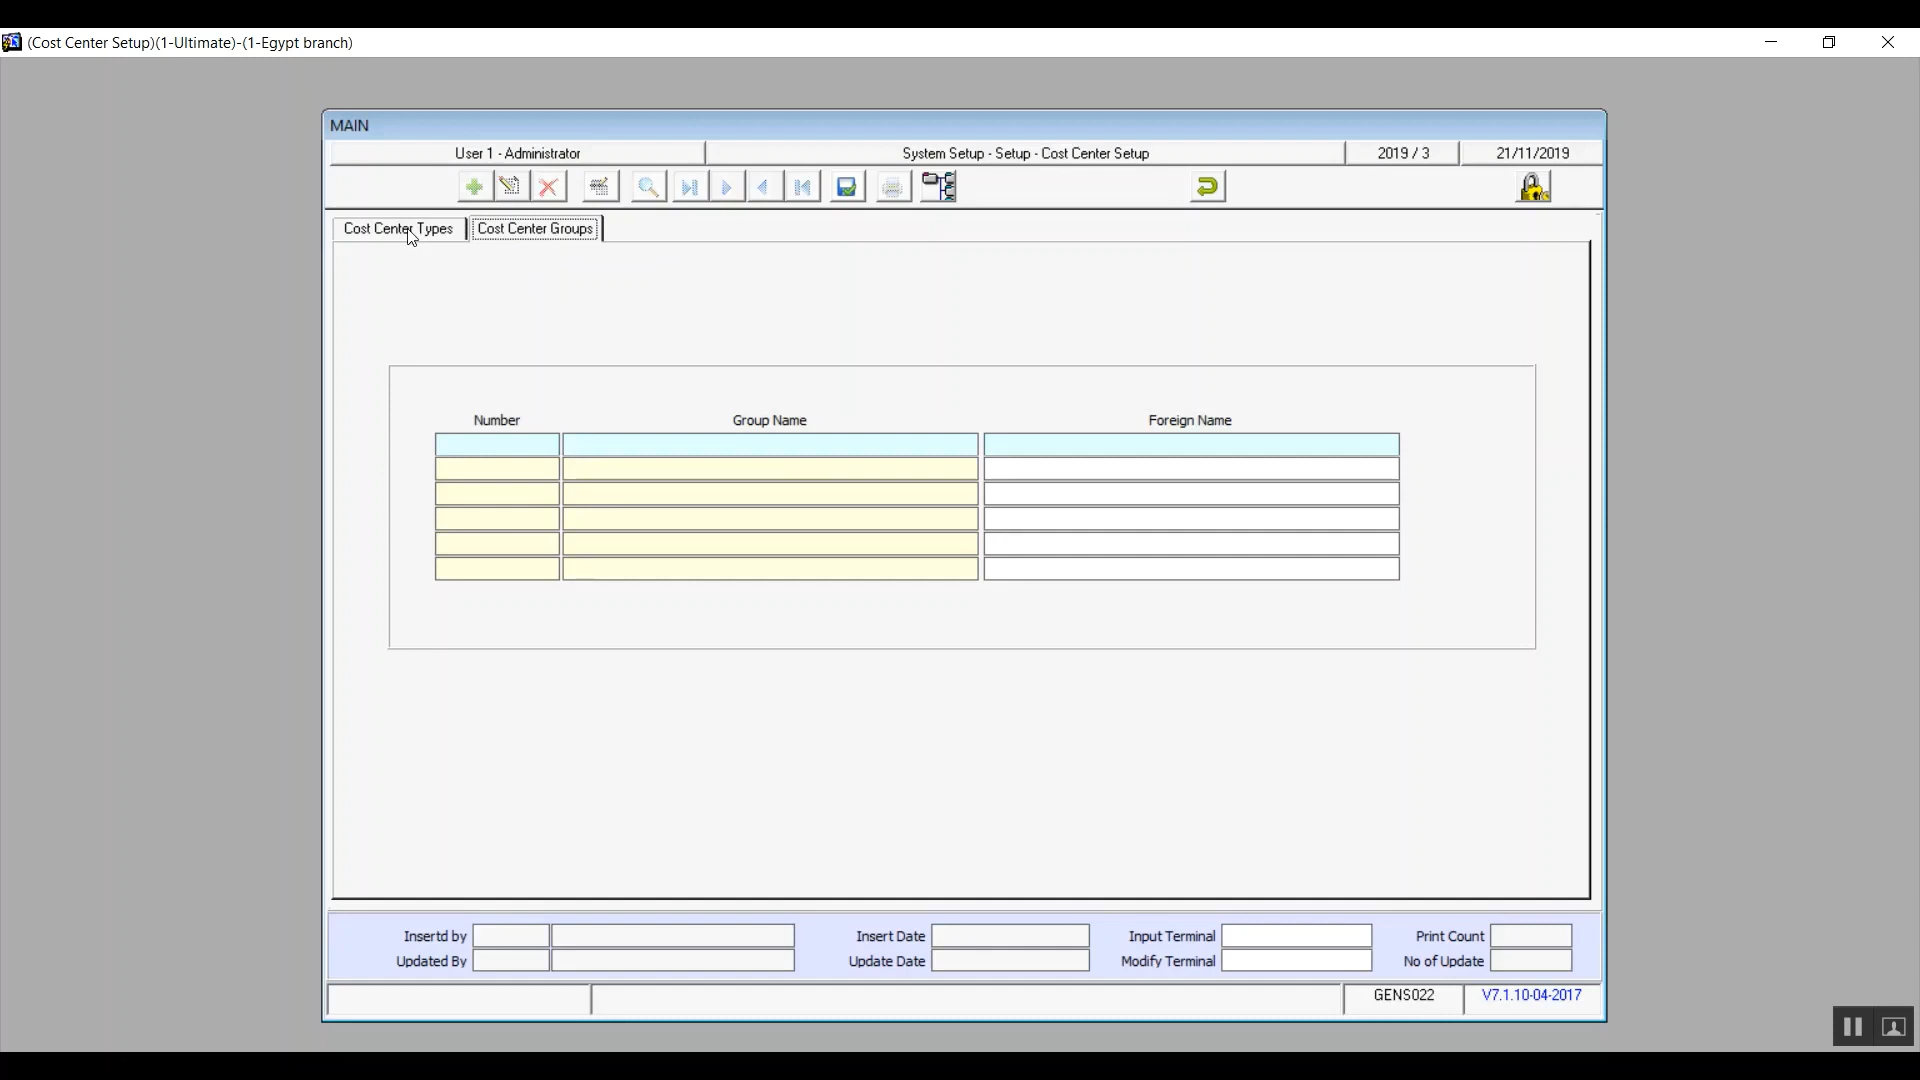 (Cost Center Setup)(1-Ultimate)-(1-Egypt branch)
MAIN
User 1 - Administrator
System Setup - Setup - Cost Center Setup
2019 / 3
21/11/2019
Cost Center Types
Cost Center Groups
Number
Group Name
Foreign Name
Insertd by
Insert Date
Input Terminal
Print Count
Updated By
Update Date
Modify Terminal
No of Update
GENS022
V7.1.10-04-2017